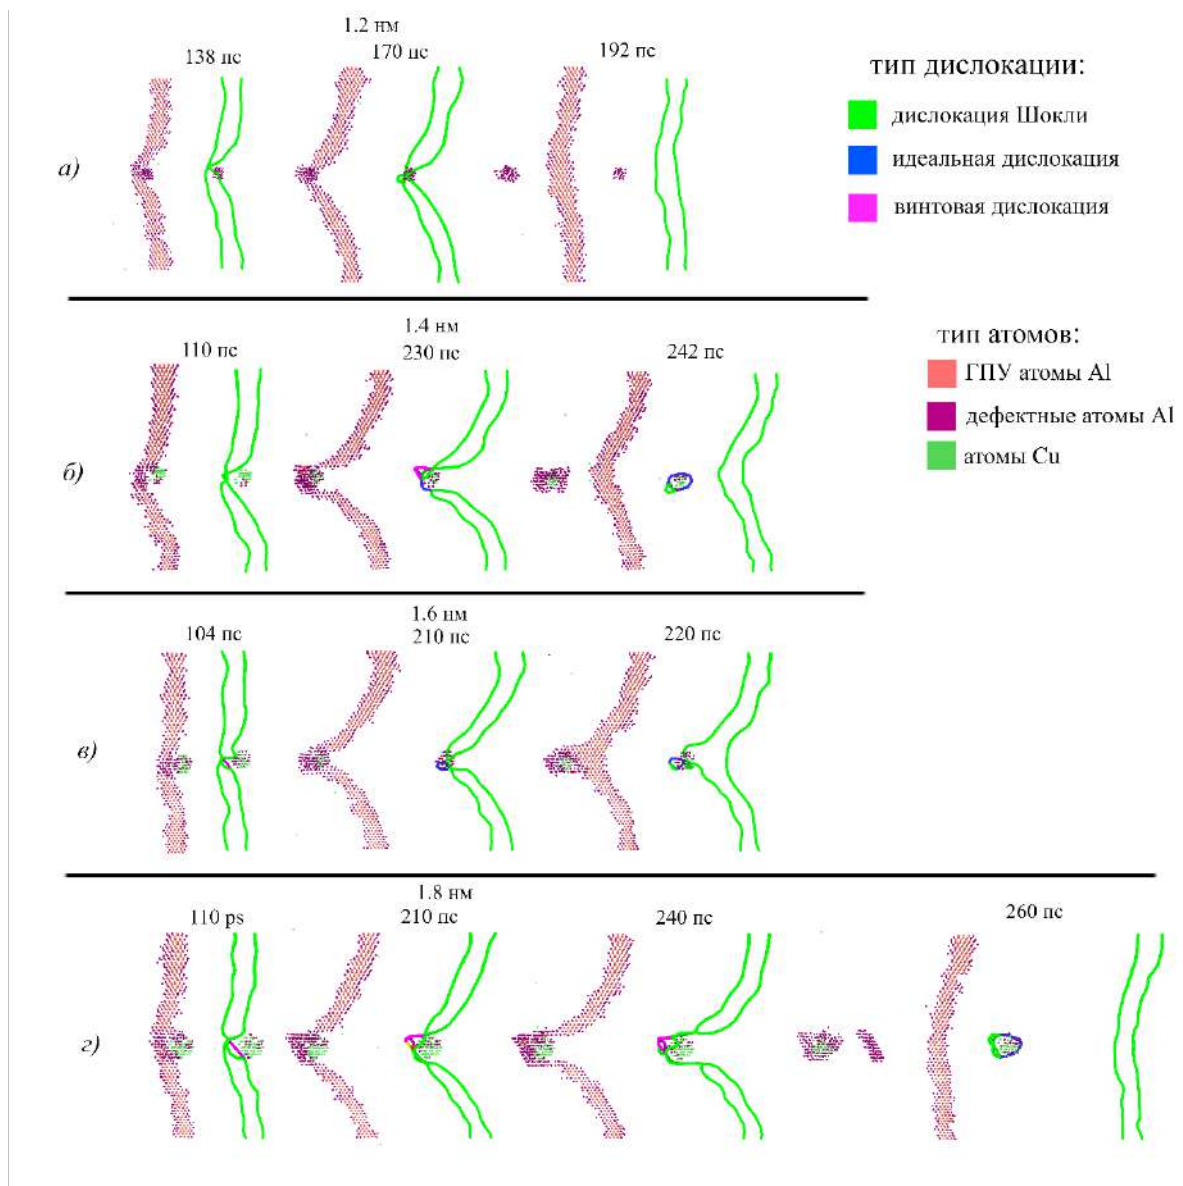 1.2 нм
138 пс
170 пс
192 пс
тип дислокации:
дислокация Шокли
идеальная дислокация
винтовая дислокация
а)
1.4 нм
110 пс
230 пс
242 пс
тип атомов:
ГПУ атомы Al
дефектные атомы Al
атомы Cu
б)
1.6 нм
104 пс
210 пс
220 пс
в)
1.8 нм
110 ps
210 пс
240 пс
260 пс
г)